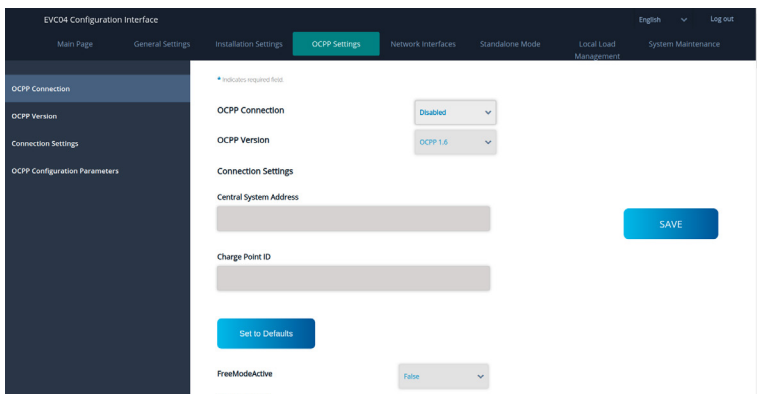 EVC04 Configuration Interface
English
Log out
Main Page
General Settings
Installation Settings
OCPP Settings
Network Interfaces
Standalone Mode
Local Load
Management
System Maintenance
OCPP Connection
OCPP Version
Connection Settings
OCPP Configuration Parameters
* Indicates required field.
OCPP Connection
Disabled
OCPP Version
OCPP 1.6
Connection Settings
Central System Address
SAVE
Charge Point ID
Set to Defaults
FreeModeActive
False